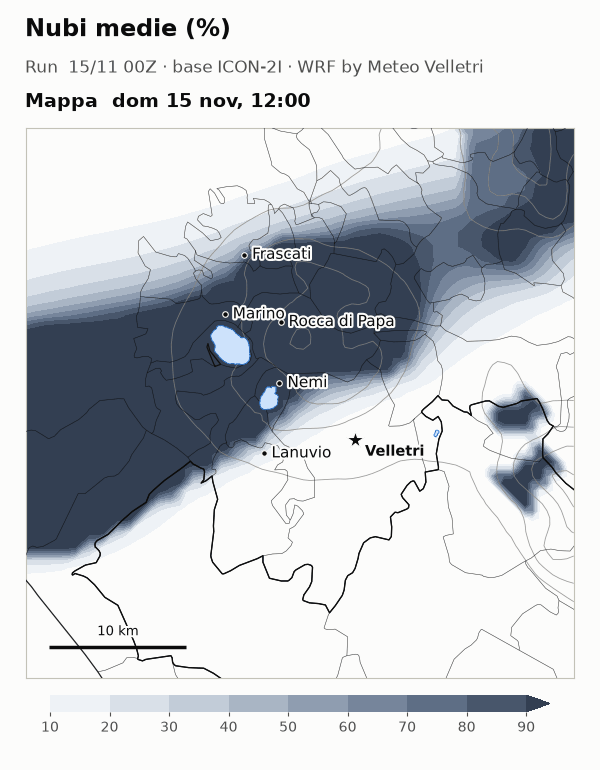 Nubi medie (%)
Run  15/11 00Z · base ICON-2I · WRF by Meteo Velletri
Mappa  dom 15 nov, 12:00
Frascati
Marino
Rocca di Papa
Nemi
Lanuvio
Velletri
10 km
10 20 30 40 50 60 70 80 90